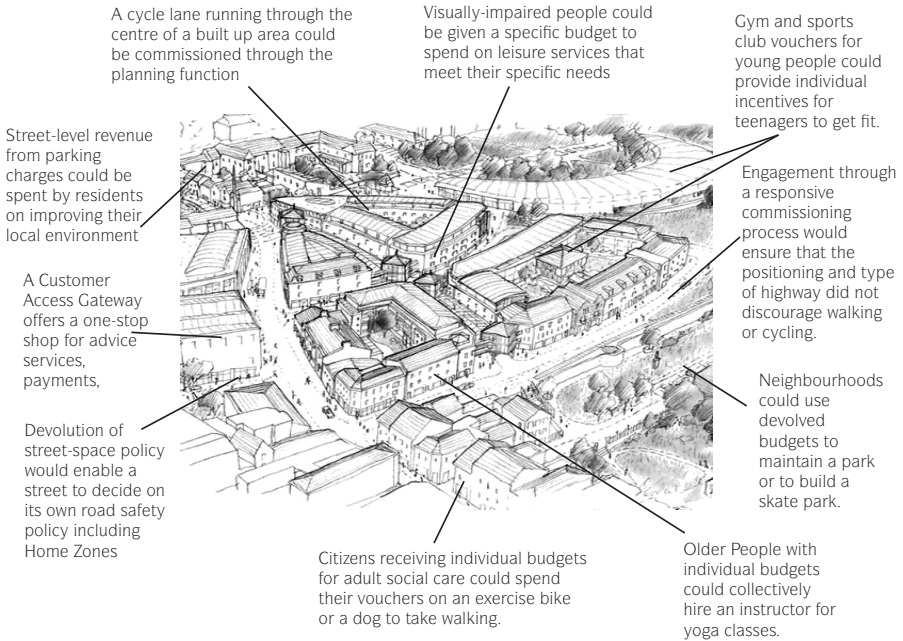 A cycle lane running through the
centre of a built up area could
be commissioned through the
planning function
Visually-impaired people could
be given a specific budget to
spend on leisure services that
meet their specific needs
Gym and sports
club vouchers for
young people could
provide individual
incentives for
teenagers to get fit.
Street-level revenue
from parking
charges could be
spent by residents
on improving their
local environment
Engagement through
a responsive
commissioning
process would
ensure that the
positioning and type
of highway did not
discourage walking
or cycling.
A Customer
Access Gateway
offers a one-stop
shop for advice
services,
payments,
Neighbourhoods
could use
devolved
budgets to
maintain a park
or to build a
skate park.
Devolution of
street-space policy
would enable a
street to decide on
its own road safety
policy including
Home Zones
Citizens receiving individual budgets
for adult social care could spend
their vouchers on an exercise bike
or a dog to take walking.
Older People with
individual budgets
could collectively
hire an instructor for
yoga classes.